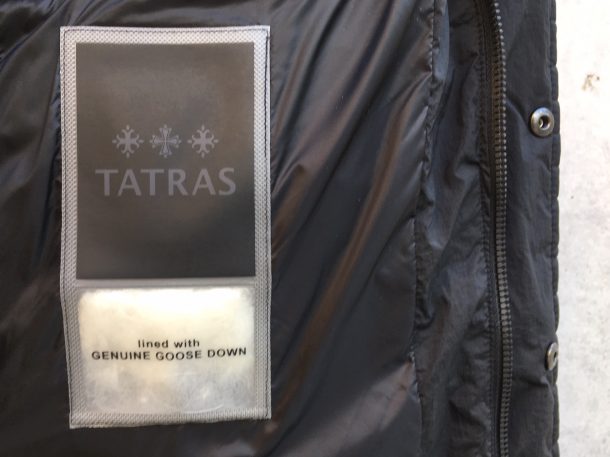 TATRAS
lined with
GENUINE GOOSE DOWN